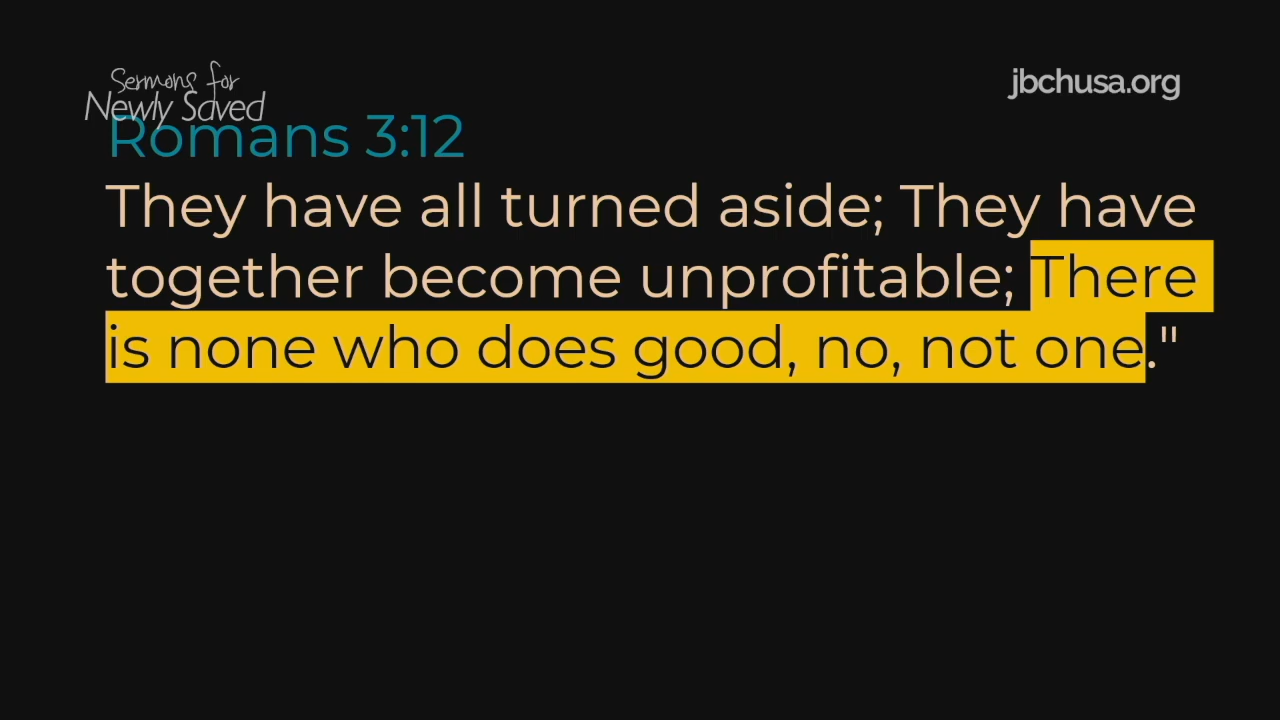 Sermons for
Newly Saved
jbchusa.org
Romans 3:12
They have all turned aside; They have
together become unprofitable; There
is none who does good, no, not one."